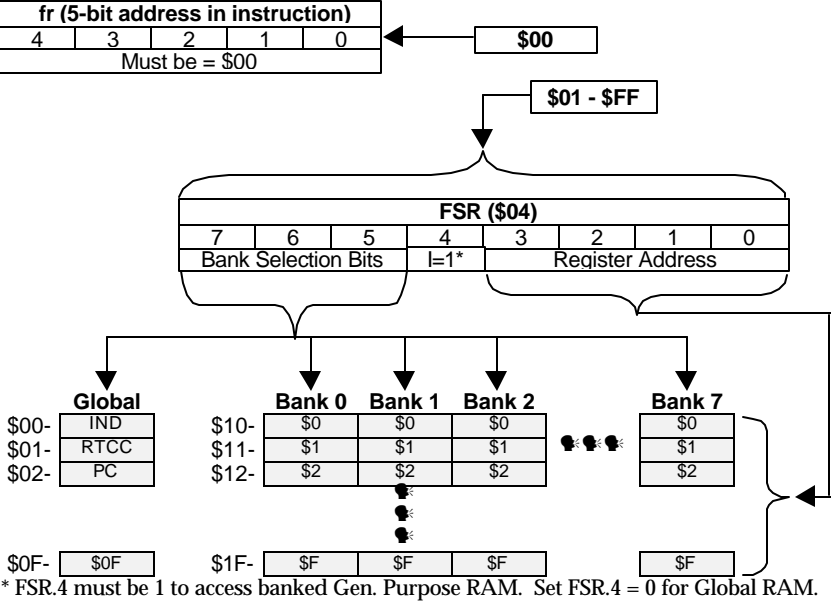 fr (5-bit address in instruction)
4 3 2 1 0
Must be = $00
$00
$01 - $FF
FSR ($04)
7 6 5 4 3 2 1 0
Bank Selection Bits I=1* Register Address
Global Bank 0 Bank 1 Bank 2 Bank 7
$00- IND $10- $0 $0 $0 $0
$01- RTCC $11- $1 $1 $1 $1
$02- PC $12- $2 $2 $2 $2
$0F- $0F $1F- $F $F $F $F
* FSR.4 must be 1 to access banked Gen. Purpose RAM. Set FSR.4 = 0 for Global RAM.